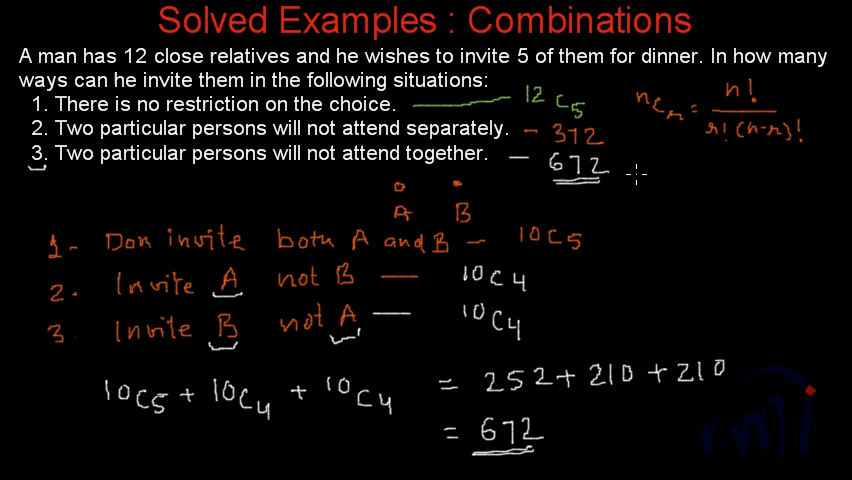 Solved Examples : Combinations
A man has 12 close relatives and he wishes to invite 5 of them for dinner. In how many
ways can he invite them in the following situations:
1. There is no restriction on the choice. —— 12 C5
2. Two particular persons will not attend separately. - 372
3. Two particular persons will not attend together. - 672
nCr = n! / r! (n-r)!
A B
1- Don invite both A and B - 10C5
2. Invite A not B — 10C4
3. Invite B not A — 10C4
10C5 + 10C4 + 10C4 = 252 + 210 + 210
= 672
vmi